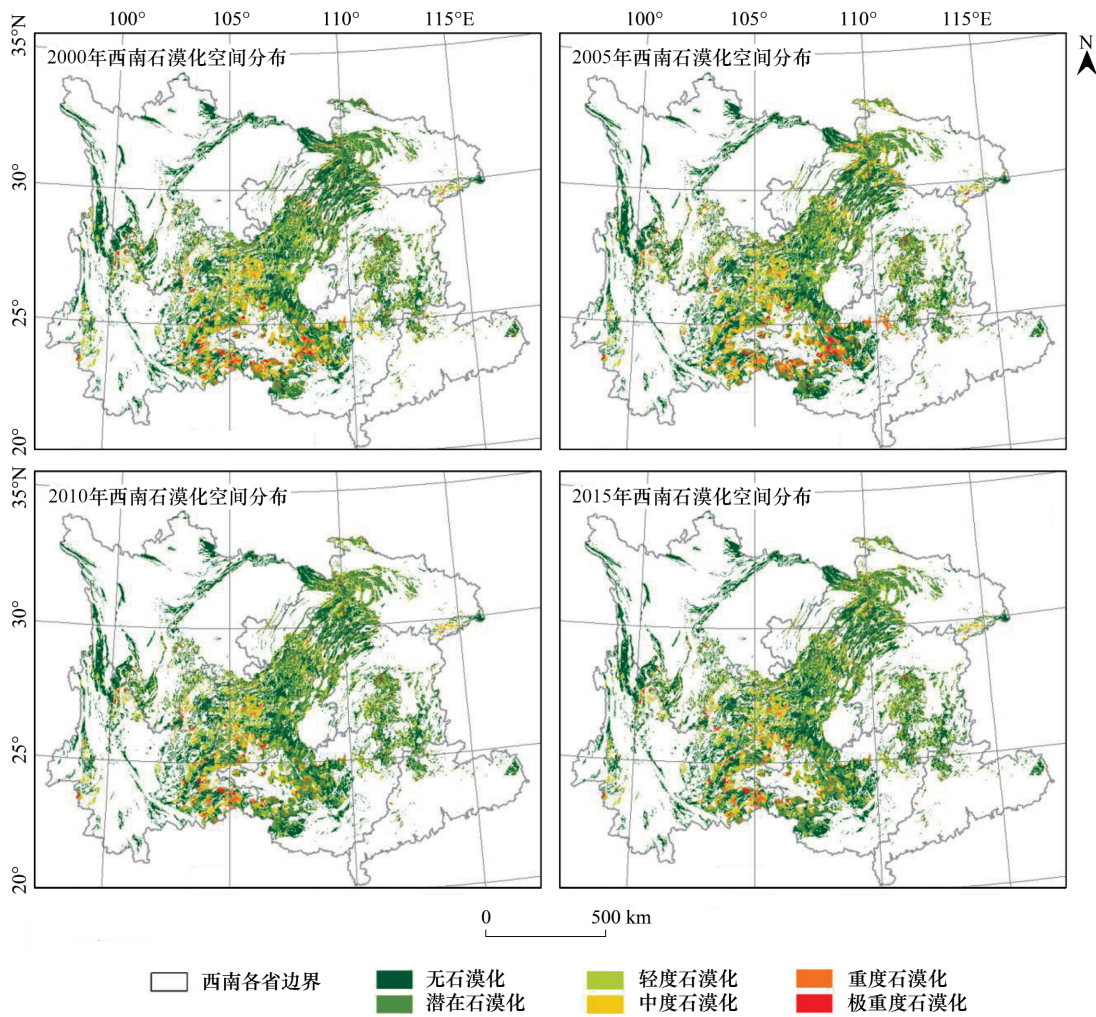 100° 105° 110° 115°E
35°N
30°
25°
20°
2000年西南石漠化空间分布
2005年西南石漠化空间分布
N
35°N
30°
25°
20°
2010年西南石漠化空间分布
2015年西南石漠化空间分布
100° 105° 110° 115°E
0 500 km
西南各省边界 无石漠化 轻度石漠化 重度石漠化
潜在石漠化 中度石漠化 极重度石漠化